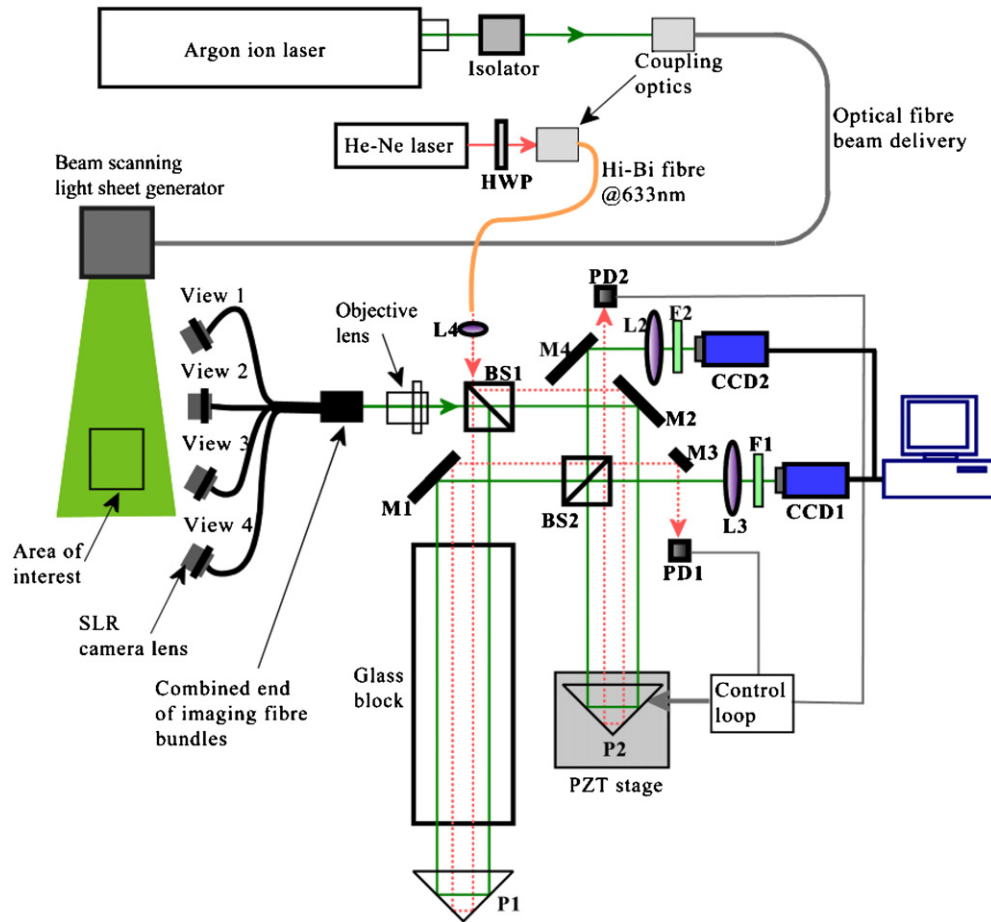 Argon ion laser
Isolator
Coupling
optics
He-Ne laser
HWP
Hi-Bi fibre
@633nm
Optical fibre
beam delivery
Beam scanning
light sheet generator
View 1
View 2
View 3
View 4
Objective
lens
L4
BS1
PD2
L2
F2
M4
CCD2
M2
M3
F1
M1
BS2
L3
CCD1
PD1
Area of
interest
SLR
camera lens
Combined end
of imaging fibre
bundles
Glass
block
Control
loop
P2
PZT stage
P1